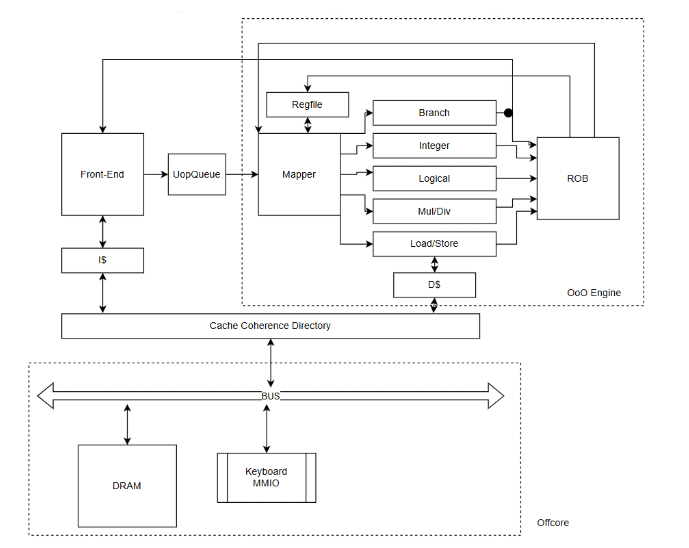 Regfile
Branch
Front-End
UopQueue
Mapper
Integer
Logical
Mul/Div
Load/Store
ROB
I$
D$
OoO Engine
Cache Coherence Directory
BUS
DRAM
Keyboard
MMIO
Offcore